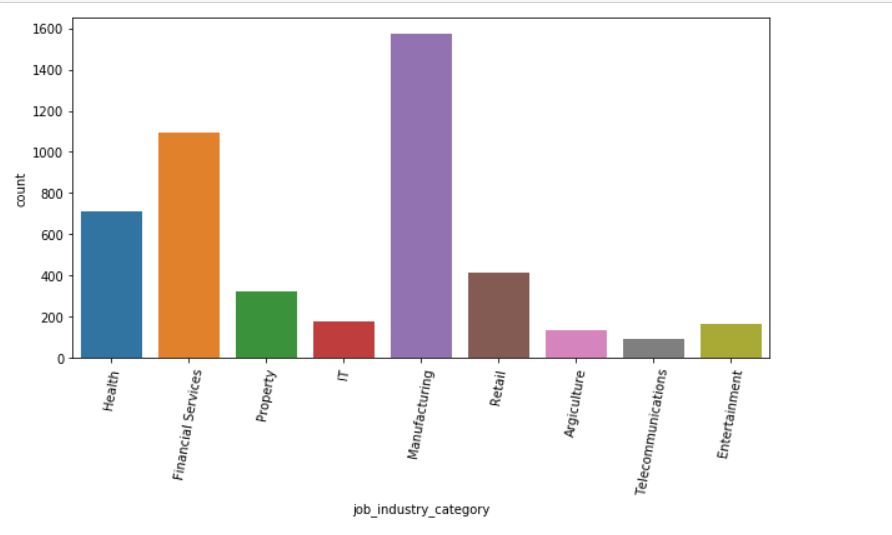 1600
1400
1200
1000
800
600
400
200
0
count
Health
Financial Services
Property
IT
Manufacturing
Retail
Argiculture
Telecommunications
Entertainment
job_industry_category